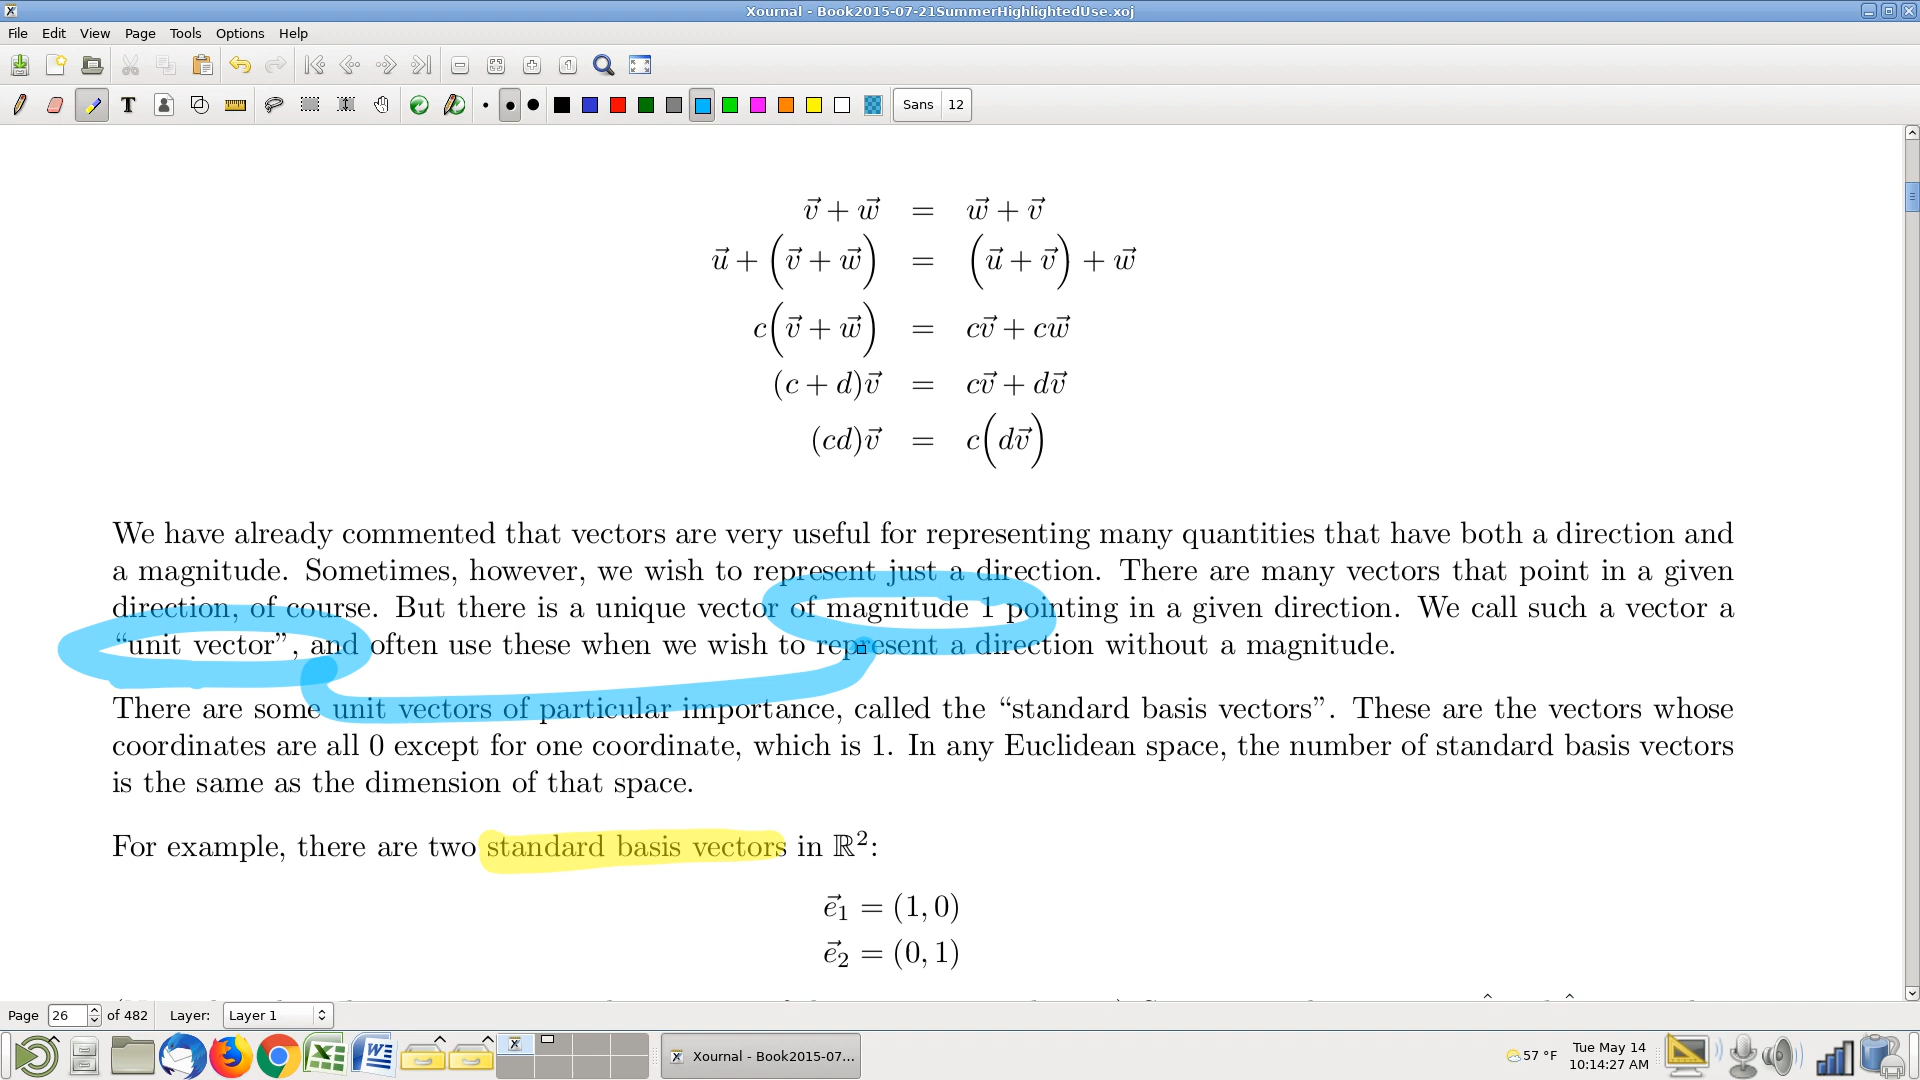 Xournal - Book2015-07-21SummerHighlightedUse.xoj
File Edit View Page Tools Options Help
Sans 12
v⃗ + w⃗ = w⃗ + v⃗
u⃗ + (v⃗ + w⃗) = (u⃗ + v⃗) + w⃗
c(v⃗ + w⃗) = cv⃗ + cw⃗
(c + d)v⃗ = cv⃗ + dv⃗
(cd)v⃗ = c(dv⃗)
We have already commented that vectors are very useful for representing many quantities that have both a direction and
a magnitude. Sometimes, however, we wish to represent just a direction. There are many vectors that point in a given
direction, of course. But there is a unique vector of magnitude 1 pointing in a given direction. We call such a vector a
“unit vector”, and often use these when we wish to represent a direction without a magnitude.
There are some unit vectors of particular importance, called the “standard basis vectors”. These are the vectors whose
coordinates are all 0 except for one coordinate, which is 1. In any Euclidean space, the number of standard basis vectors
is the same as the dimension of that space.
For example, there are two standard basis vectors in ℝ²:
e⃗₁ = (1, 0)
e⃗₂ = (0, 1)
Page 26 of 482 Layer: Layer 1
Xournal - Book2015-07...
57 °F
Tue May 14
10:14:27 AM